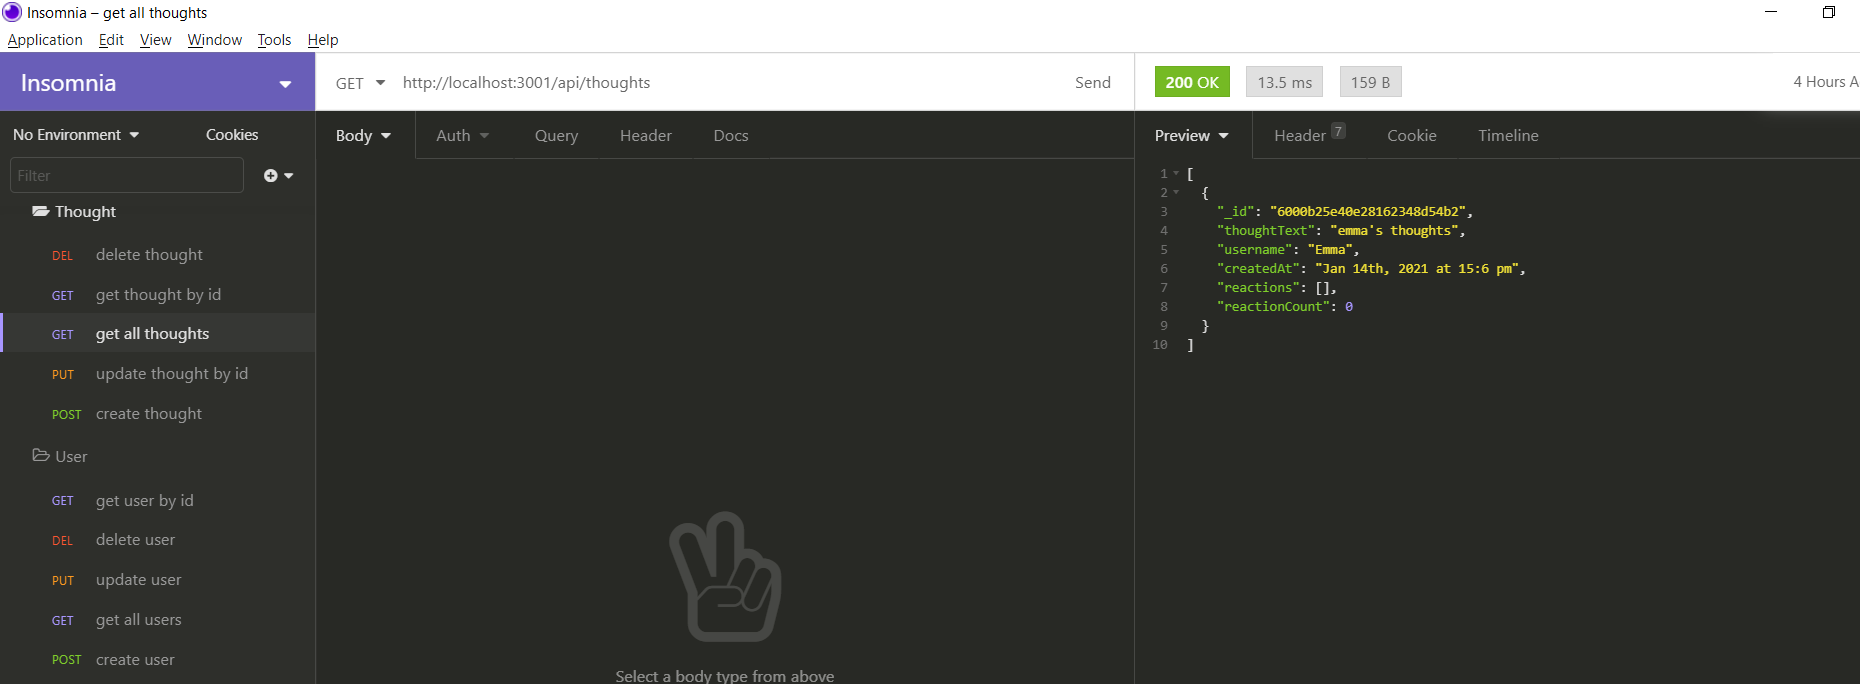 Insomnia – get all thoughts
Application Edit View Window Tools Help
Insomnia
GET http://localhost:3001/api/thoughts Send
200 OK 13.5 ms 159 B 4 Hours A
No Environment Cookies
Filter
Thought
DEL delete thought
GET get thought by id
GET get all thoughts
PUT update thought by id
POST create thought
User
GET get user by id
DEL delete user
PUT update user
GET get all users
POST create user
Body Auth Query Header Docs
Select a body type from above
Preview Header 7 Cookie Timeline
1 [
2 {
3 "_id": "6000b25e40e28162348d54b2",
4 "thoughtText": "emma's thoughts",
5 "username": "Emma",
6 "createdAt": "Jan 14th, 2021 at 15:6 pm",
7 "reactions": [],
8 "reactionCount": 0
9 }
10 ]